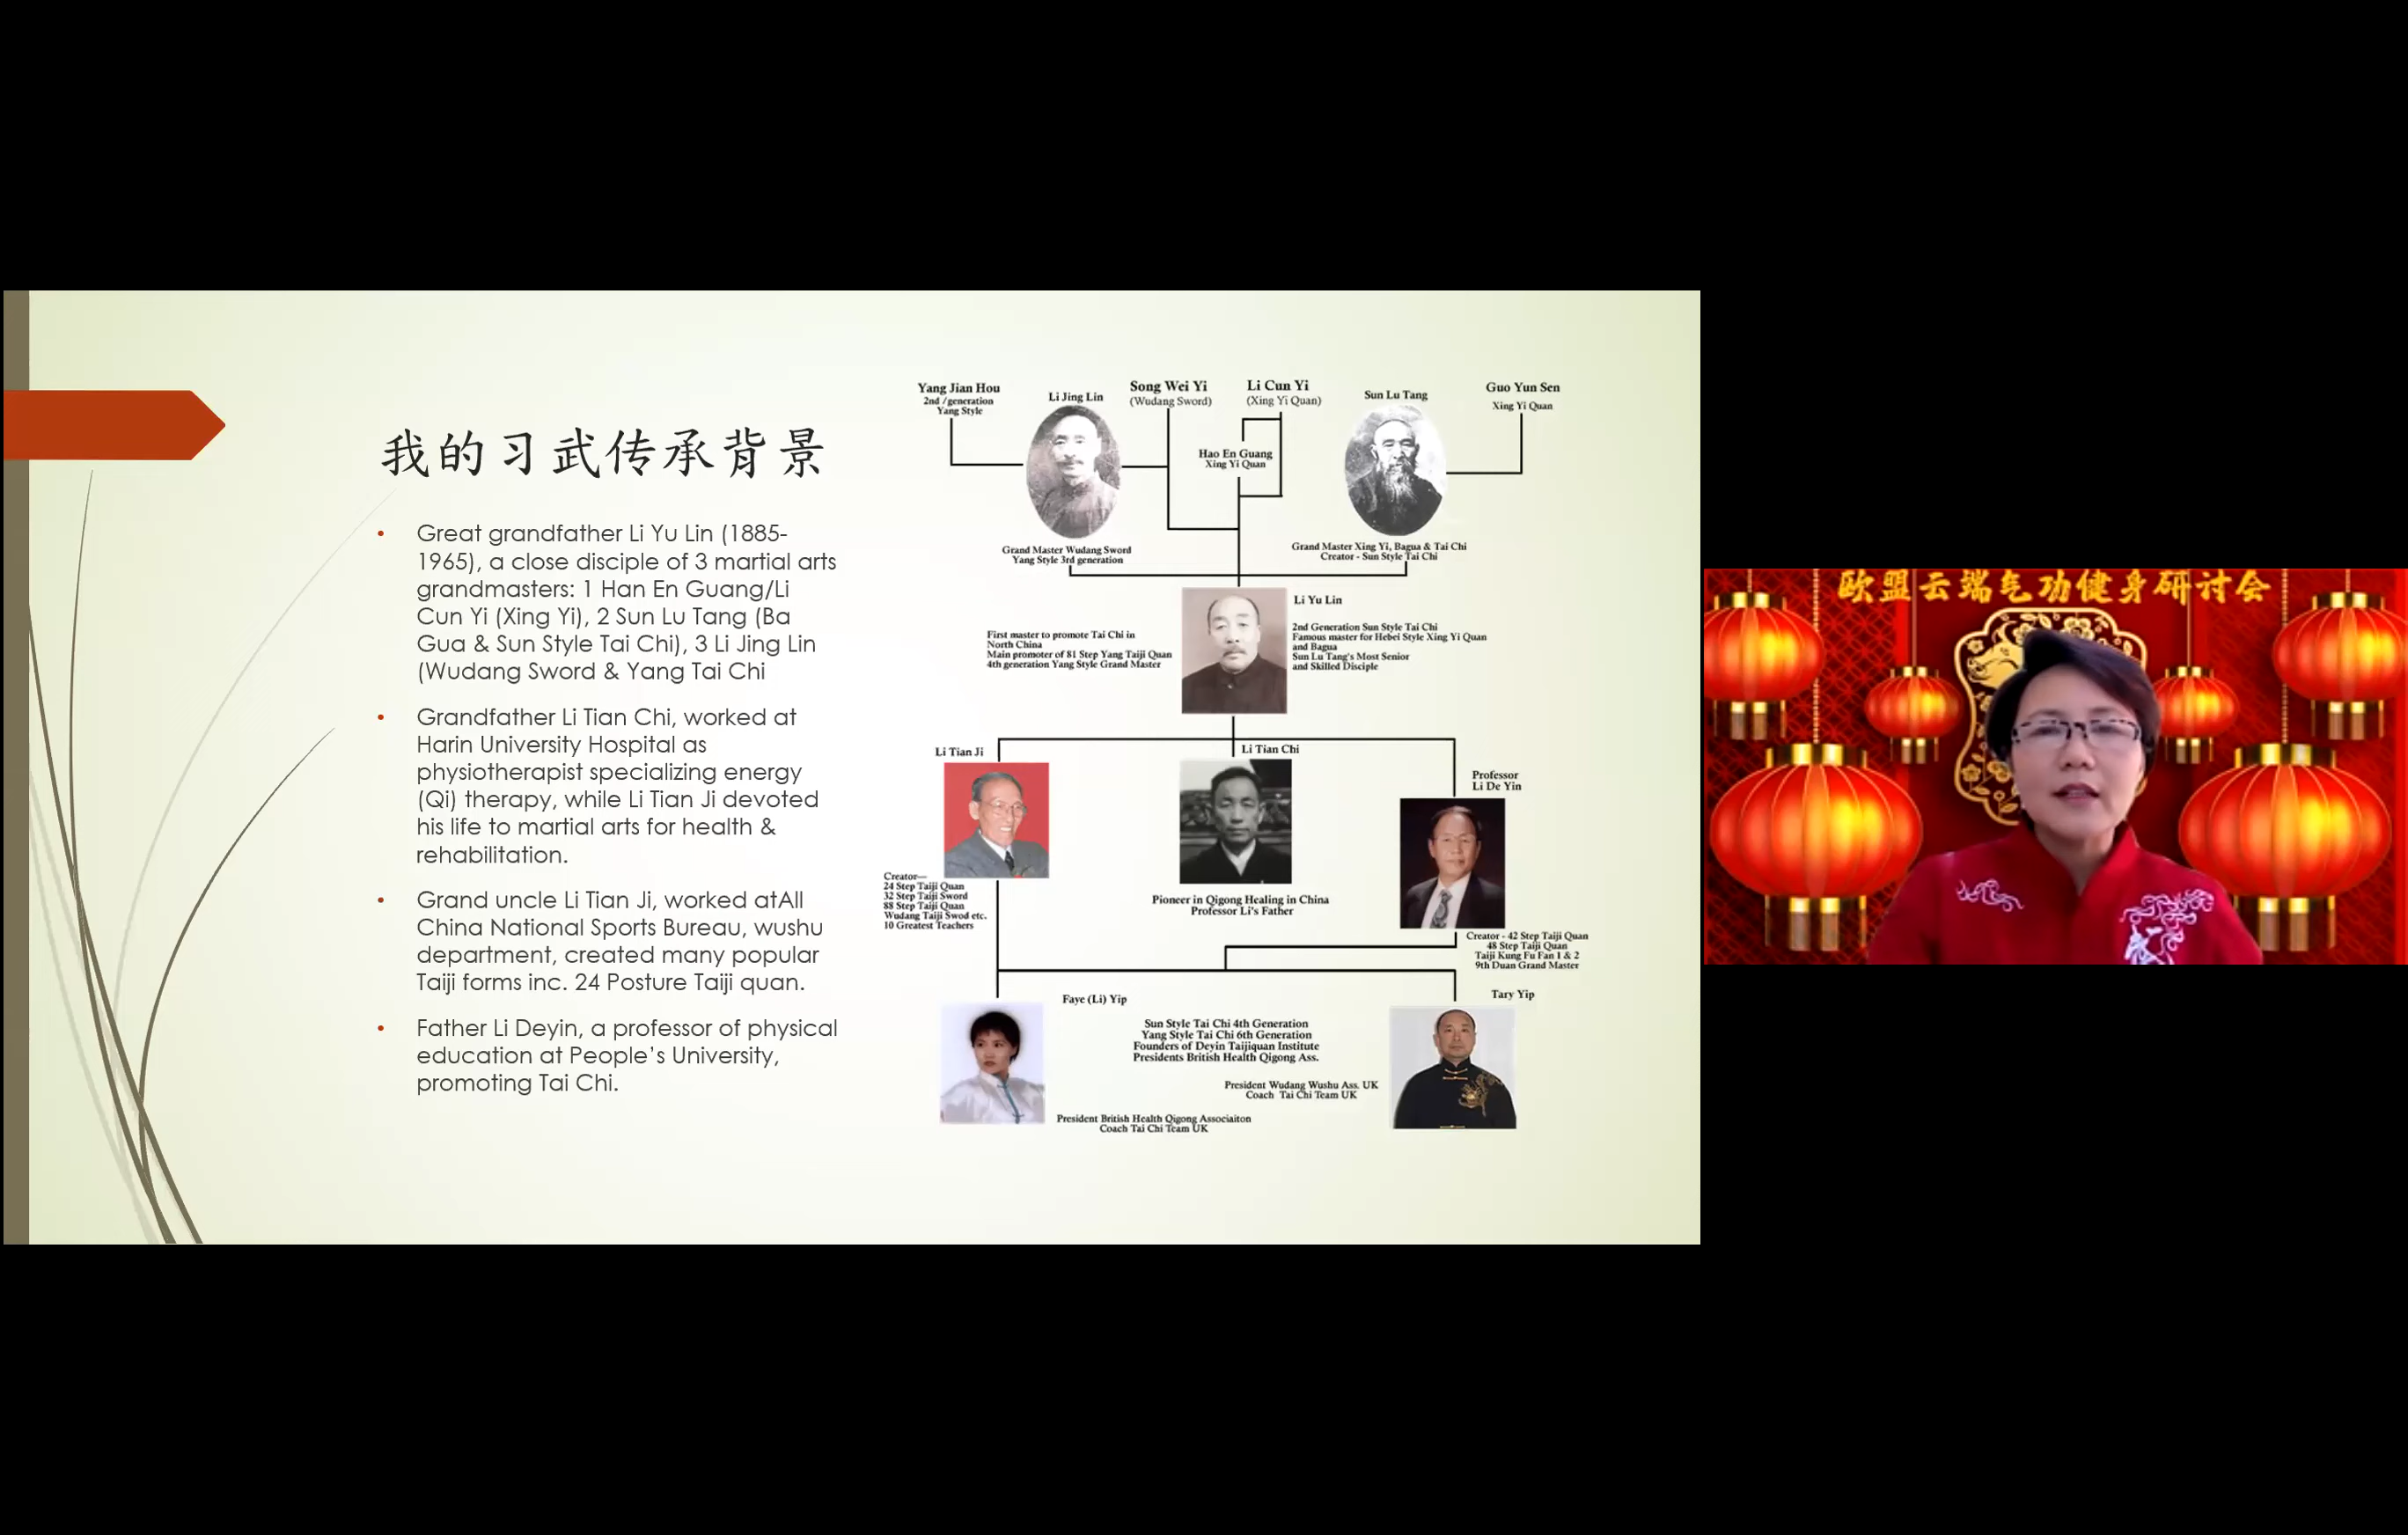 我的习武传承背景
• Great grandfather Li Yu Lin (1885-
1965), a close disciple of 3 martial arts
grandmasters: 1 Han En Guang/Li
Cun Yi (Xing Yi), 2 Sun Lu Tang (Ba
Gua & Sun Style Tai Chi), 3 Li Jing Lin
(Wudang Sword & Yang Tai Chi
• Grandfather Li Tian Chi, worked at
Harin University Hospital as
physiotherapist specializing energy
(Qi) therapy, while Li Tian Ji devoted
his life to martial arts for health &
rehabilitation.
• Grand uncle Li Tian Ji, worked atAll
China National Sports Bureau, wushu
department, created many popular
Taiji forms inc. 24 Posture Taiji quan.
• Father Li Deyin, a professor of physical
education at People's University,
promoting Tai Chi.
Yang Jian Hou
2nd /generation
Yang Style
Li Jing Lin
Song Wei Yi
(Wudang Sword)
Li Cun Yi
(Xing Yi Quan)
Sun Lu Tang
Guo Yun Sen
Xing Yi Quan
Hao En Guang
Xing Yi Quan
Grand Master Wudang Sword
Yang Style 3rd generation
Grand Master Xing Yi, Bagua & Tai Chi
Creator - Sun Style Tai Chi
First master to promote Tai Chi in
North China
Main promoter of 81 Step Yang Taiji Quan
4th generation Yang Style Grand Master
Li Yu Lin
2nd Generation Sun Style Tai Chi
Famous master for Hebei Style Xing Yi Quan
and Bagua
Sun Lu Tang's Most Senior
and Skilled Disciple
Li Tian Ji
Li Tian Chi
Professor
Li De Yin
Creator—
24 Step Taiji Quan
32 Step Taiji Sword
88 Step Taiji Quan
Wudang Taiji Swod etc.
10 Greatest Teachers
Pioneer in Qigong Healing in China
Professor Li's Father
Creator - 42 Step Taiji Quan
48 Step Taiji Quan
Taiji Kung Fu Fan 1 & 2
9th Duan Grand Master
Faye (Li) Yip
Tary Yip
Sun Style Tai Chi 4th Generation
Yang Style Tai Chi 6th Generation
Founders of Deyin Taijiquan Institute
Presidents British Health Qigong Ass.
President Wudang Wushu Ass. UK
Coach Tai Chi Team UK
President British Health Qigong Associaiton
Coach Tai Chi Team UK
欧盟云端气功健身研讨会